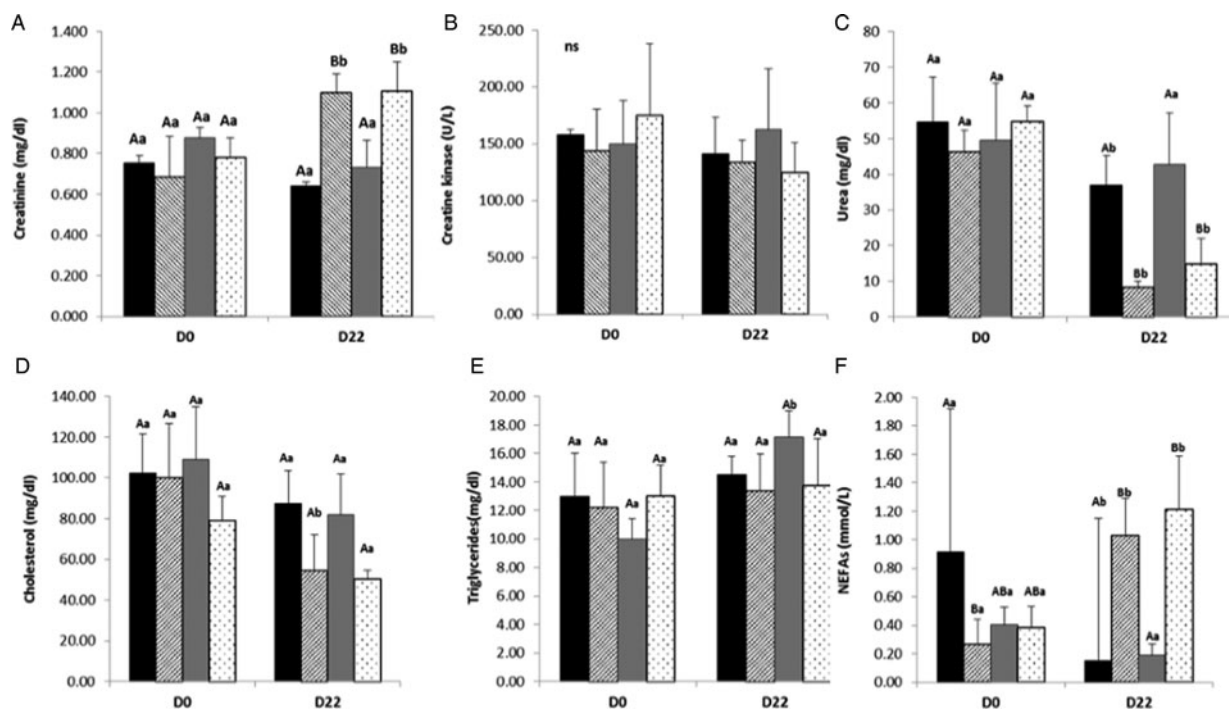 A
Creatinine (mg/dl)
1.400
1.200
1.000
0.800
0.600
0.400
0.200
0.000
Aa
Aa
Aa
Aa
Aa
Bb
Aa
Bb
D0
D22
B
Creatine kinase (U/L)
250.00
200.00
150.00
100.00
50.00
0.00
ns
D0
D22
C
Urea (mg/dl)
80
70
60
50
40
30
20
10
0
Aa
Aa
Aa
Aa
Ab
Bb
Aa
Bb
D0
D22
D
Cholesterol (mg/dl)
140.00
120.00
100.00
80.00
60.00
40.00
20.00
0.00
Aa
Aa
Aa
Aa
Aa
Ab
Aa
Aa
D0
D22
E
Triglycerides(mg/dl)
20.00
18.00
16.00
14.00
12.00
10.00
8.00
6.00
4.00
2.00
0.00
Aa
Aa
Aa
Aa
Aa
Aa
Ab
Aa
D0
D22
F
NEFAs (mmol/L)
2.00
1.80
1.60
1.40
1.20
1.00
0.80
0.60
0.40
0.20
0.00
Aa
Ba
ABa
ABa
Ab
Bb
Aa
Bb
D0
D22